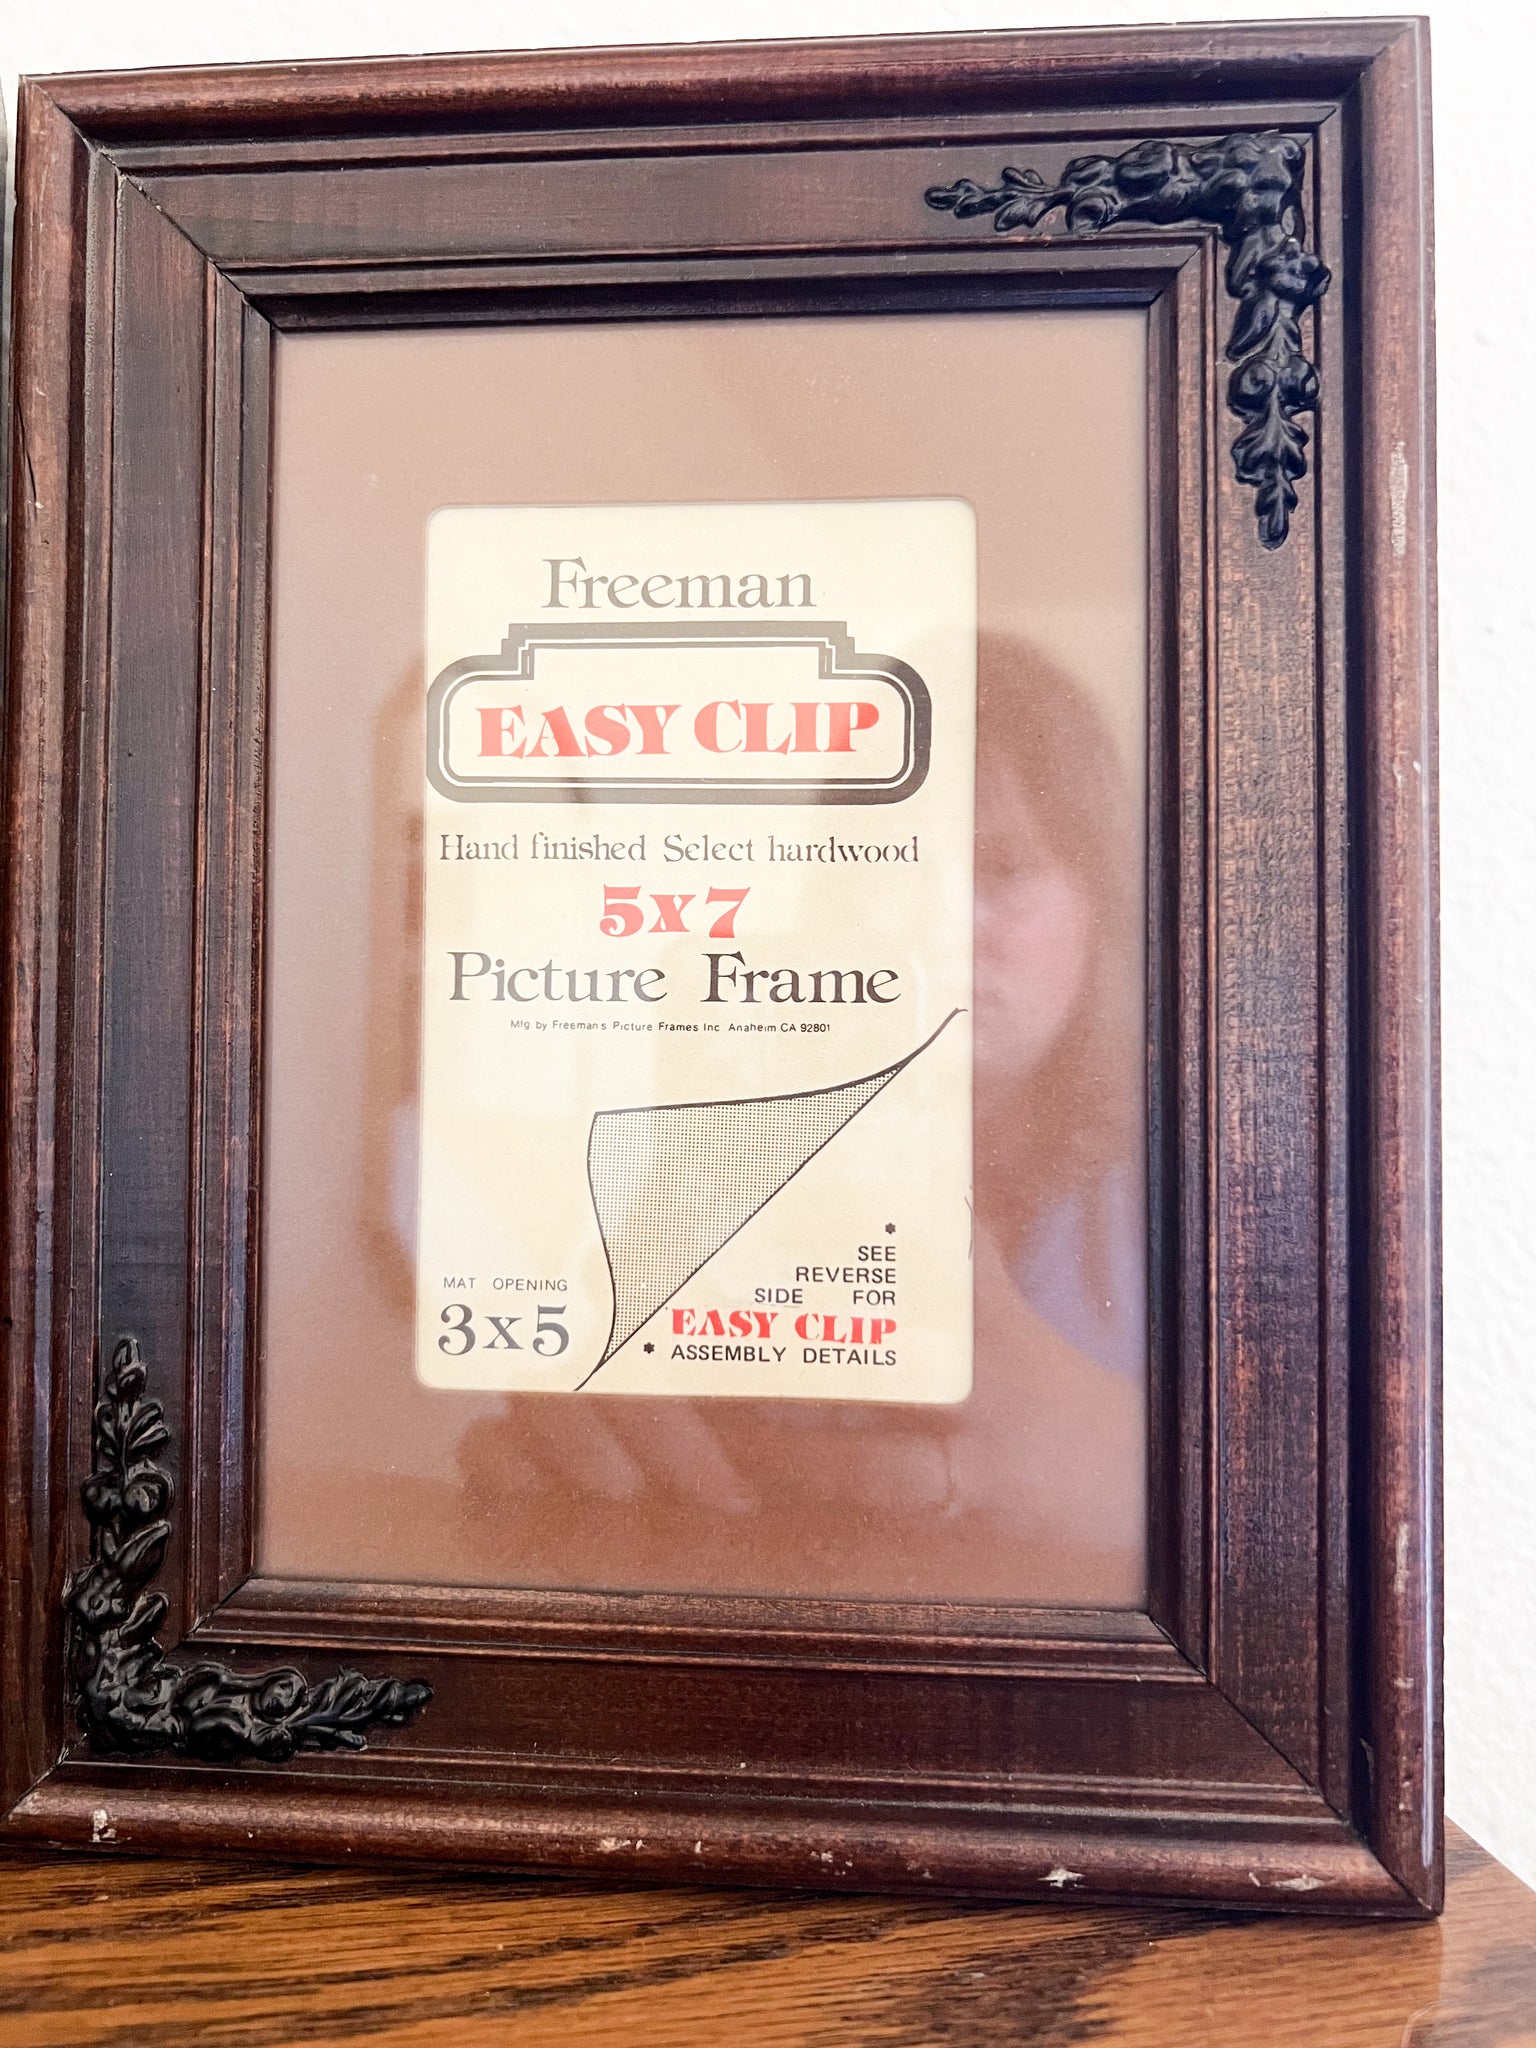 Freeman
EASY CLIP
Hand finished Select hardwood
5x7
Picture Frame
Mfg by Freeman's Picture Frames Inc Anaheim CA 92801
MAT OPENING
3x5
*
SEE
REVERSE
SIDE FOR
EASY CLIP
* ASSEMBLY DETAILS